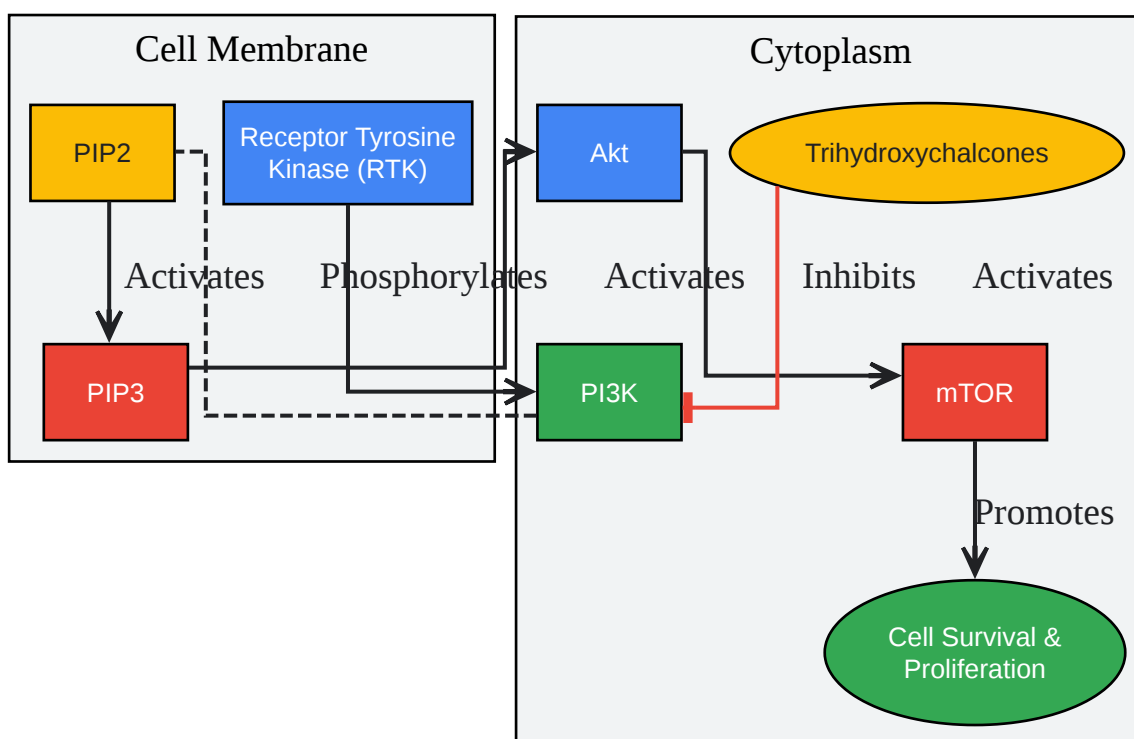 Cell Membrane
Cytoplasm
PIP2
Receptor Tyrosine
Kinase (RTK)
Akt
Trihydroxychalcones
Activates
Phosphorylates
Activates
Inhibits
Activates
PIP3
PI3K
mTOR
Promotes
Cell Survival &
Proliferation